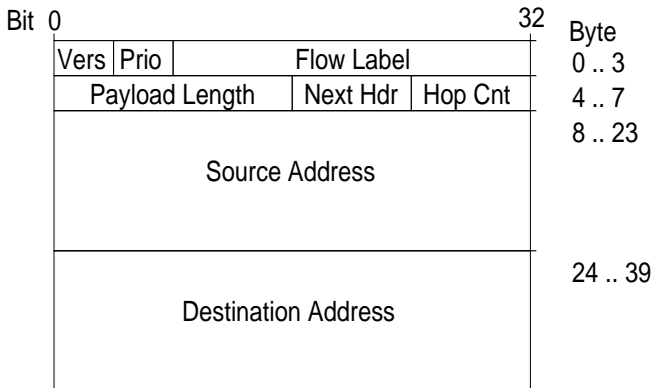 Bit 0 32 Byte
Vers Prio Flow Label 0 .. 3
Payload Length Next Hdr Hop Cnt 4 .. 7
8 .. 23
Source Address
24 .. 39
Destination Address